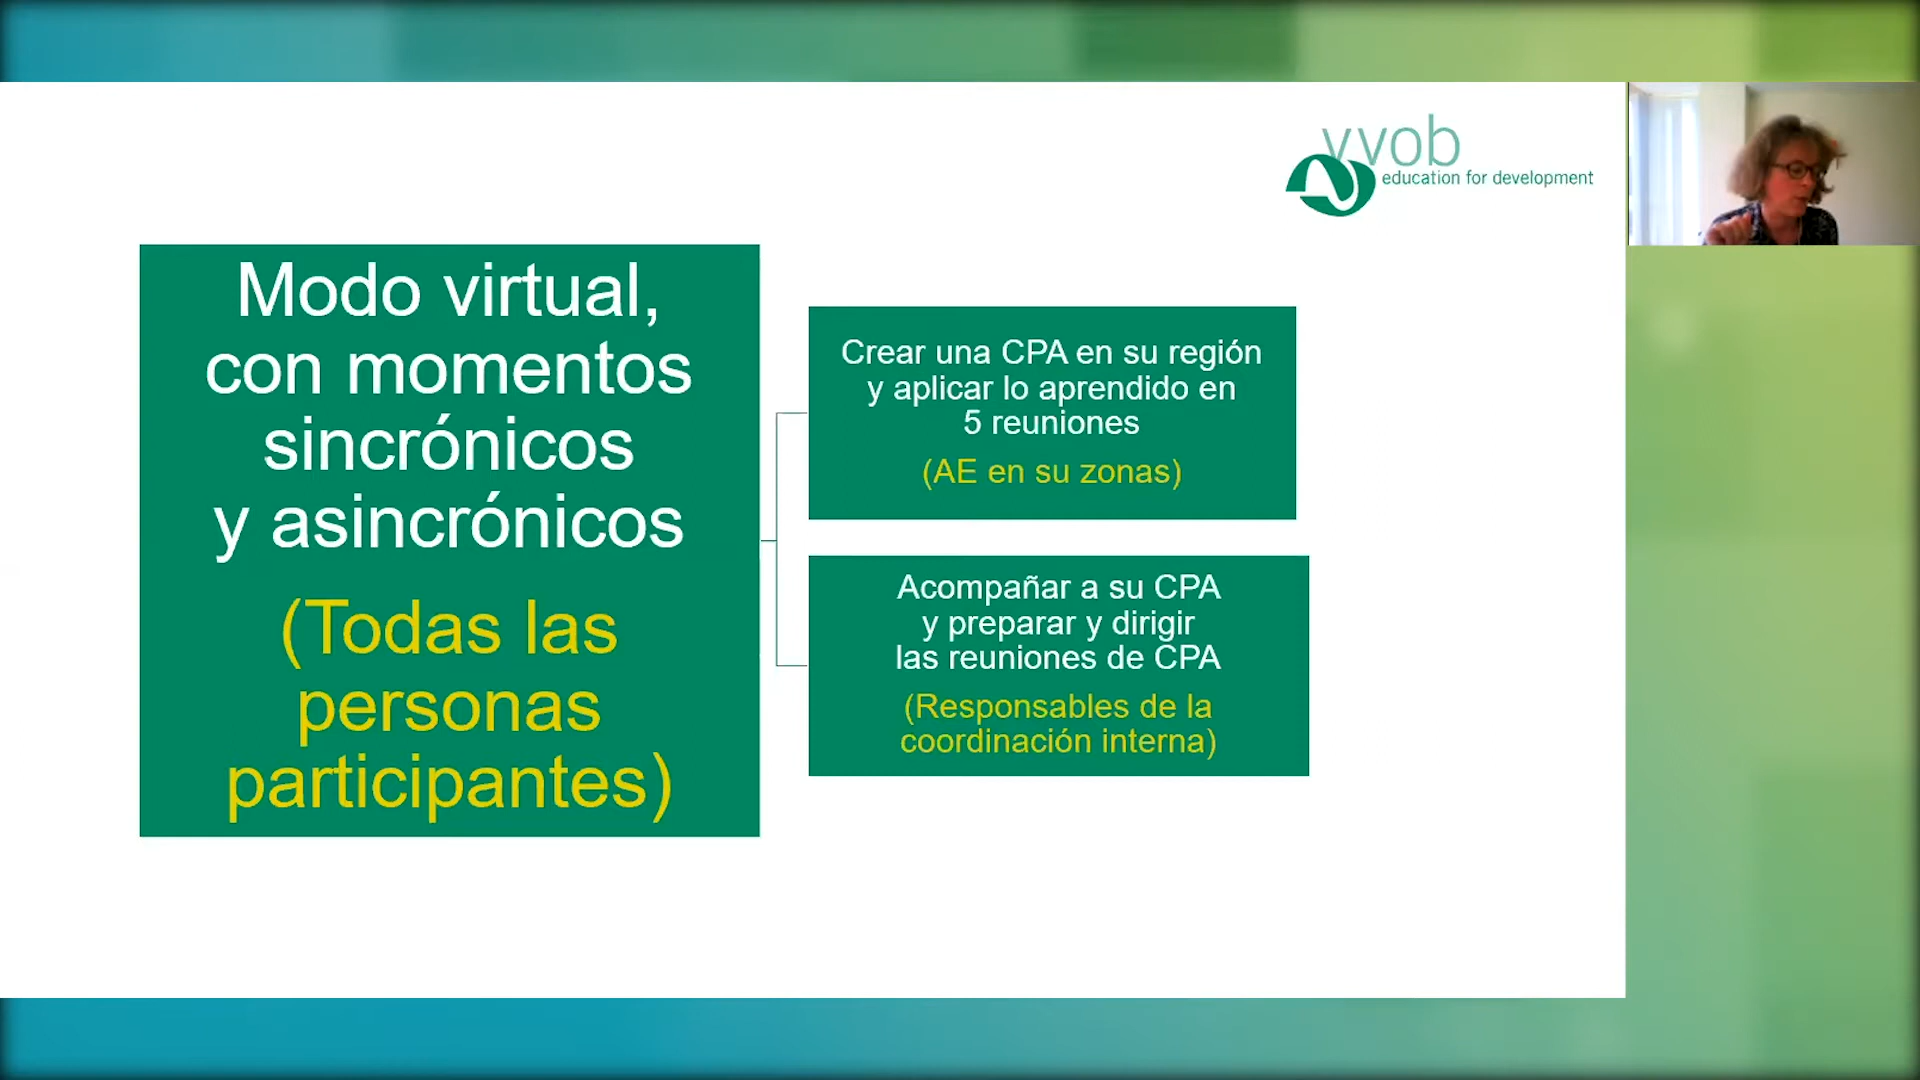 vvob
education for development
Modo virtual,
con momentos
sincrónicos
y asincrónicos
(Todas las
personas
participantes)
Crear una CPA en su región
y aplicar lo aprendido en
5 reuniones
(AE en su zonas)
Acompañar a su CPA
y preparar y dirigir
las reuniones de CPA
(Responsables de la
coordinación interna)